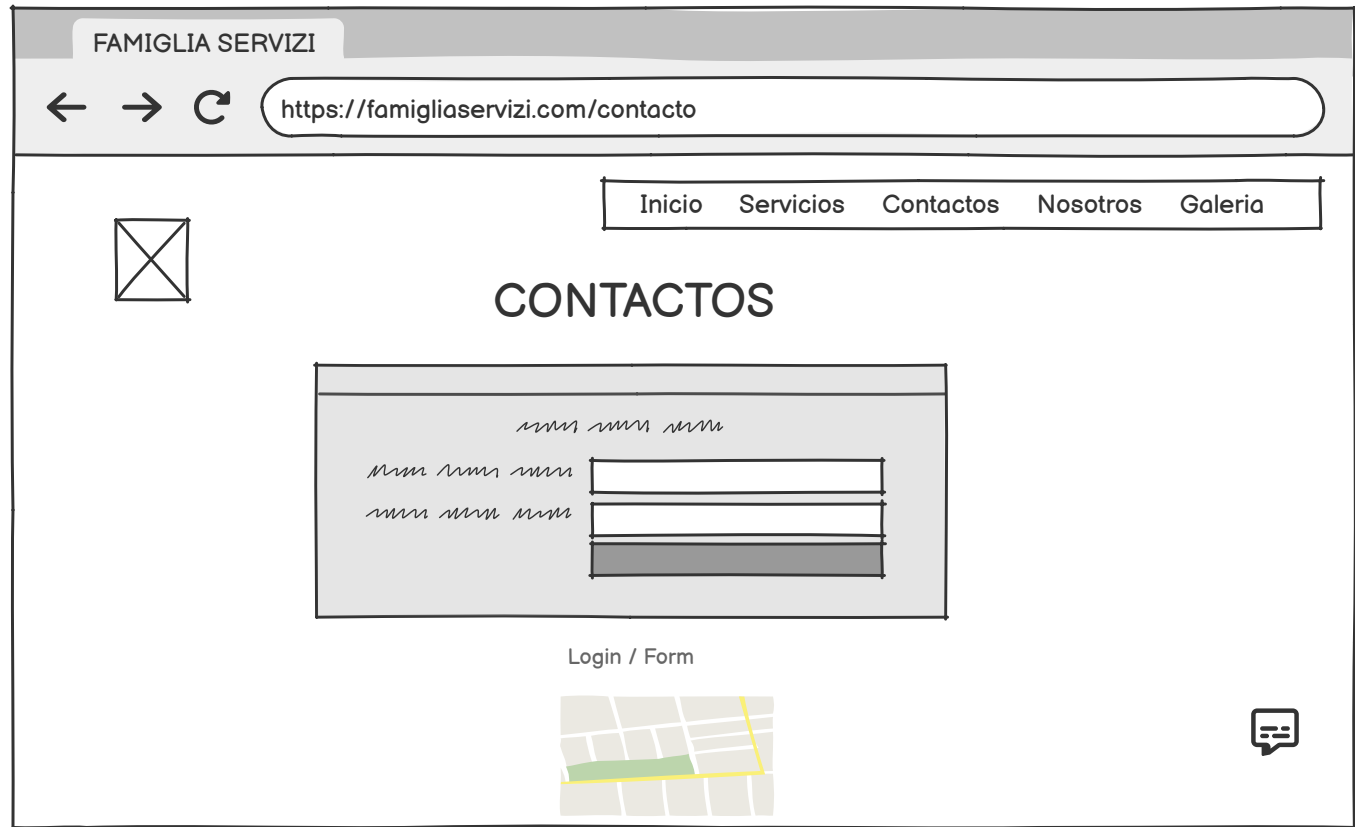 FAMIGLIA SERVIZI
https://famigliaservizi.com/contacto
Inicio Servicios Contactos Nosotros Galeria
CONTACTOS
Login / Form